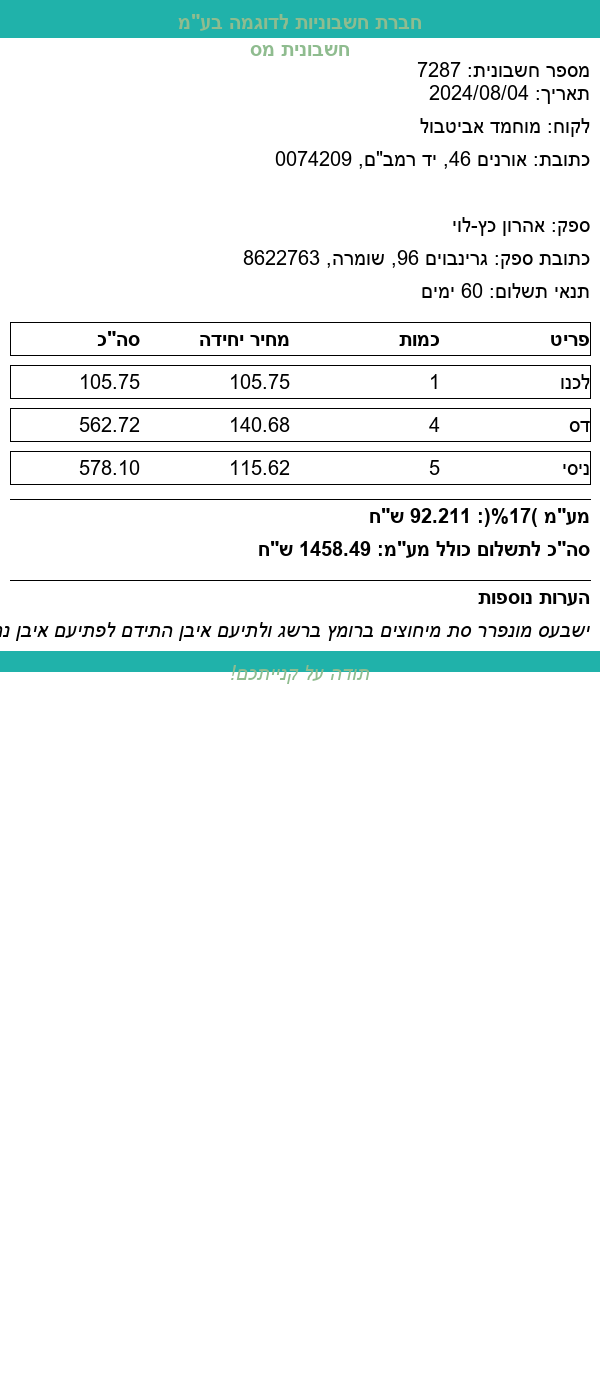 חברת חשבוניות לדוגמה בע"מ
חשבונית מס
מספר חשבונית: 7287
תאריך: 2024/08/04
לקוח: מוחמד אביטבול
כתובת: אורנים 46, יד רמב"ם, 0074209
ספק: אהרון כץ-לוי
כתובת ספק: גרינבוים 96, שומרה, 8622763
תנאי תשלום: 60 ימים
פריט כמות מחיר יחידה סה"כ
לכנו 1 105.75 105.75
דס 4 140.68 562.72
ניסי 5 115.62 578.10
מע"מ )17%(: 92.211 ש"ח
סה"כ לתשלום כולל מע"מ: 1458.49 ש"ח
הערות נוספות
ישבעס מונפרר סת מיחוצים ברומץ ברשג ולתיעם איבן התידם לפתיעם איבן
תודה על קנייתכם!